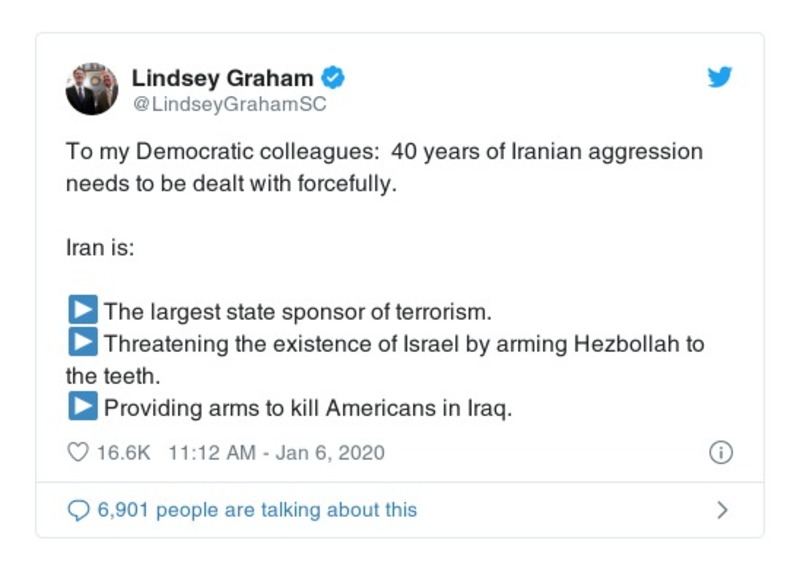 Lindsey Graham
@LindseyGrahamSC
To my Democratic colleagues:  40 years of Iranian aggression
needs to be dealt with forcefully.
Iran is:
▶️ The largest state sponsor of terrorism.
▶️ Threatening the existence of Israel by arming Hezbollah to
the teeth.
▶️ Providing arms to kill Americans in Iraq.
16.6K 11:12 AM - Jan 6, 2020
6,901 people are talking about this